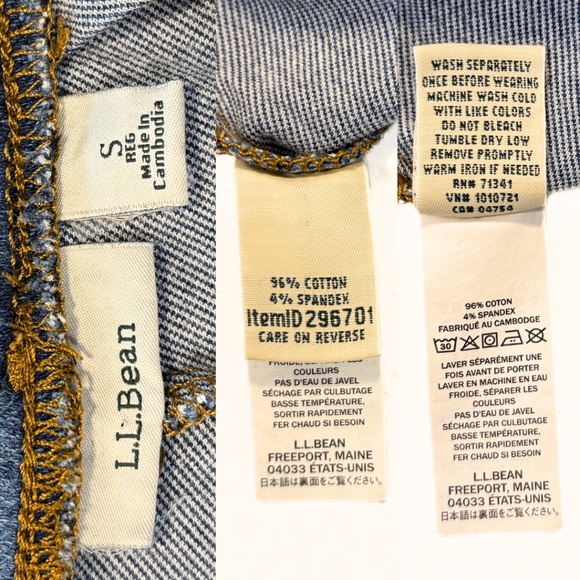 S
REG
Made In
Cambodia
L.L.Bean
96% COTTON
4% SPANDEX
ItemID 296701
CARE ON REVERSE
FROIDE, SÉPARER LES
COULEURS
PAS D'EAU DE JAVEL
SÉCHAGE PAR CULBUTAGE
BASSE TEMPÉRATURE,
SORTIR RAPIDEMENT
FER CHAUD SI BESOIN
L.L.BEAN
FREEPORT, MAINE
04033 ÉTATS-UNIS
日本語は裏面をご覧ください。
WASH SEPARATELY
ONCE BEFORE WEARING
MACHINE WASH COLD
WITH LIKE COLORS
DO NOT BLEACH
TUMBLE DRY LOW
REMOVE PROMPTLY
WARM IRON IF NEEDED
RN# 71341
VN# 1010721
CA# 04754
96% COTON
4% SPANDEX
FABRIQUÉ AU CAMBODGE
30
LAVER SÉPARÉMENT UNE
FOIS AVANT DE PORTER
LAVER EN MACHINE EN EAU
FROIDE, SÉPARER LES
COULEURS
PAS D'EAU DE JAVEL
SÉCHAGE PAR CULBUTAGE
BASSE TEMPÉRATURE,
SORTIR RAPIDEMENT
FER CHAUD SI BESOIN
L.L.BEAN
FREEPORT, MAINE
04033 ÉTATS-UNIS
日本語は裏面をご覧ください。